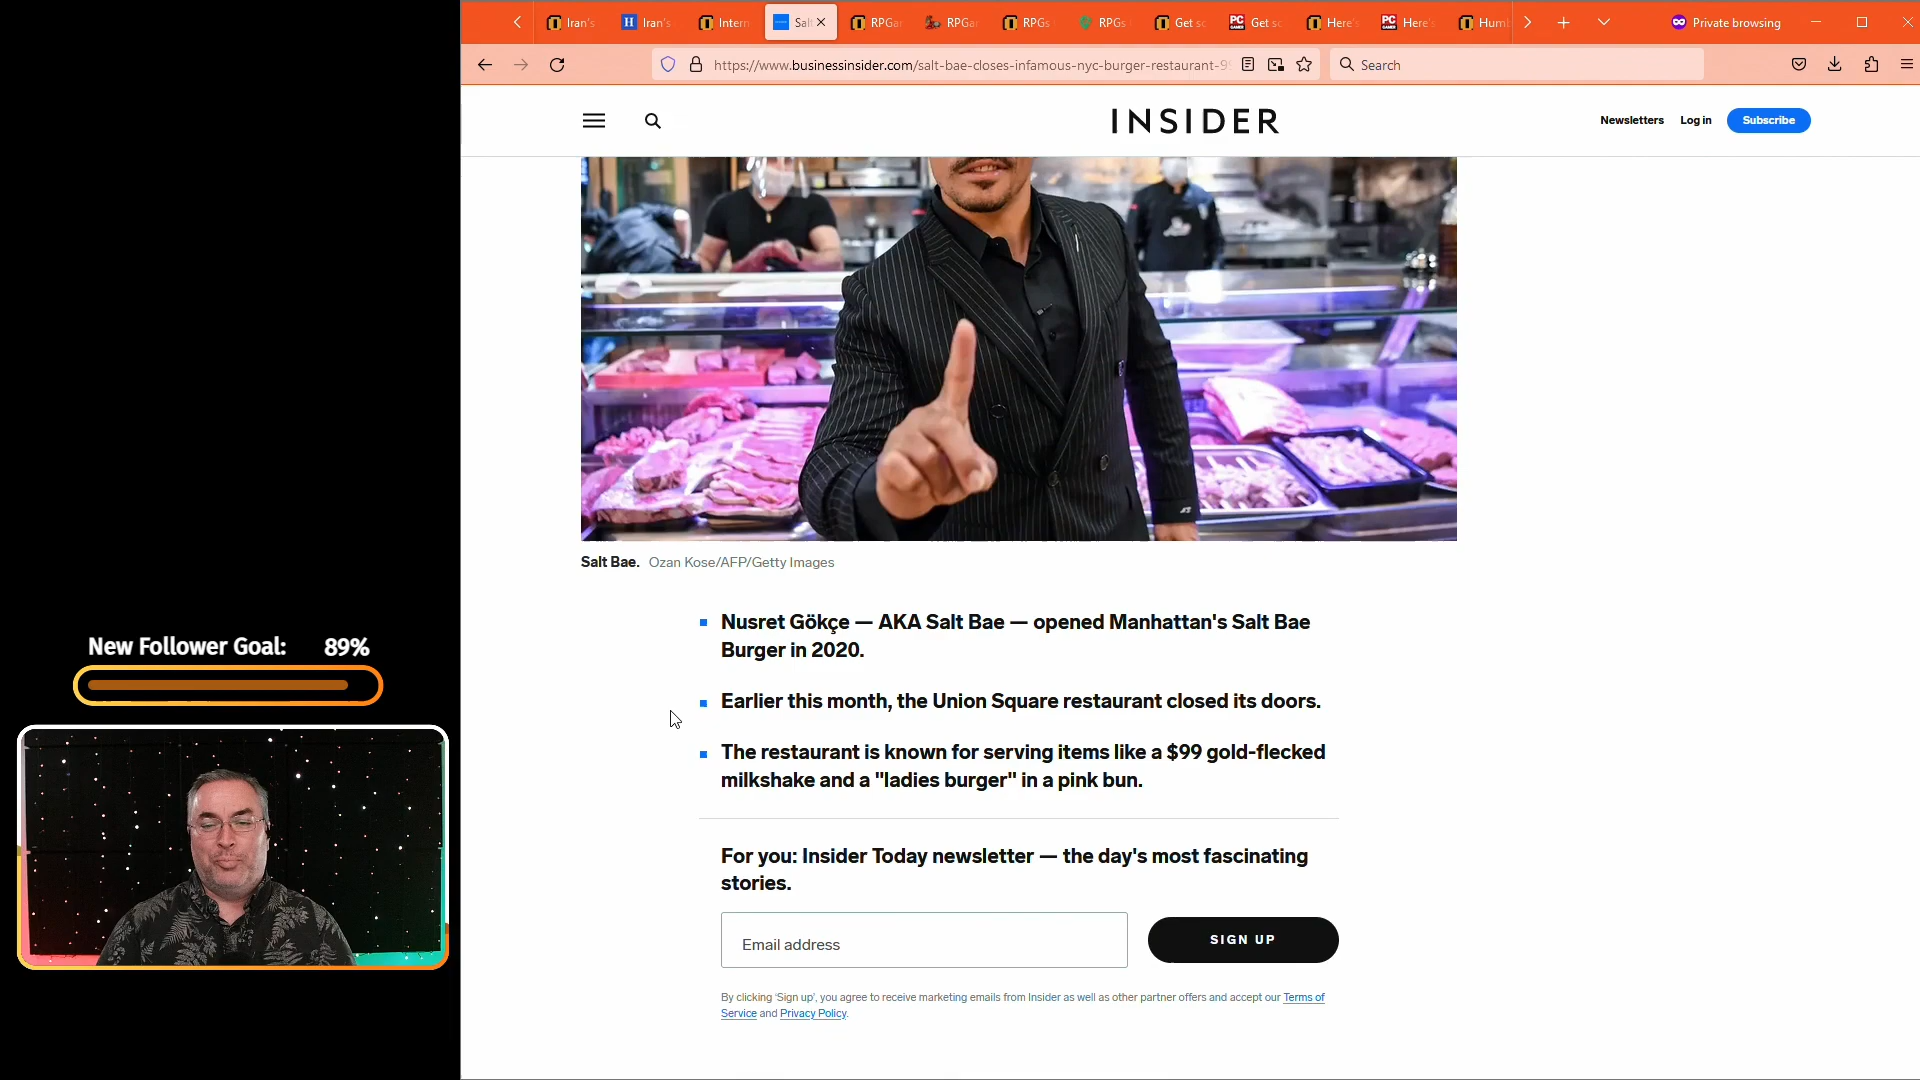 Iran's
Iran's
Intern
Sal
RPGar
RPGar
RPGs
RPGs
Get sc
Get sc
Here's
Here's
Humb
Private browsing
https://www.businessinsider.com/salt-bae-closes-infamous-nyc-burger-restaurant-9
Search
INSIDER
Newsletters
Log in
Subscribe
Salt Bae. Ozan Kose/AFP/Getty Images
Nusret Gökçe — AKA Salt Bae — opened Manhattan's Salt Bae
Burger in 2020.
Earlier this month, the Union Square restaurant closed its doors.
The restaurant is known for serving items like a $99 gold-flecked
milkshake and a "ladies burger" in a pink bun.
For you: Insider Today newsletter — the day's most fascinating
stories.
Email address
SIGN UP
By clicking 'Sign up', you agree to receive marketing emails from Insider as well as other partner offers and accept our Terms of
Service and Privacy Policy.
New Follower Goal: 89%